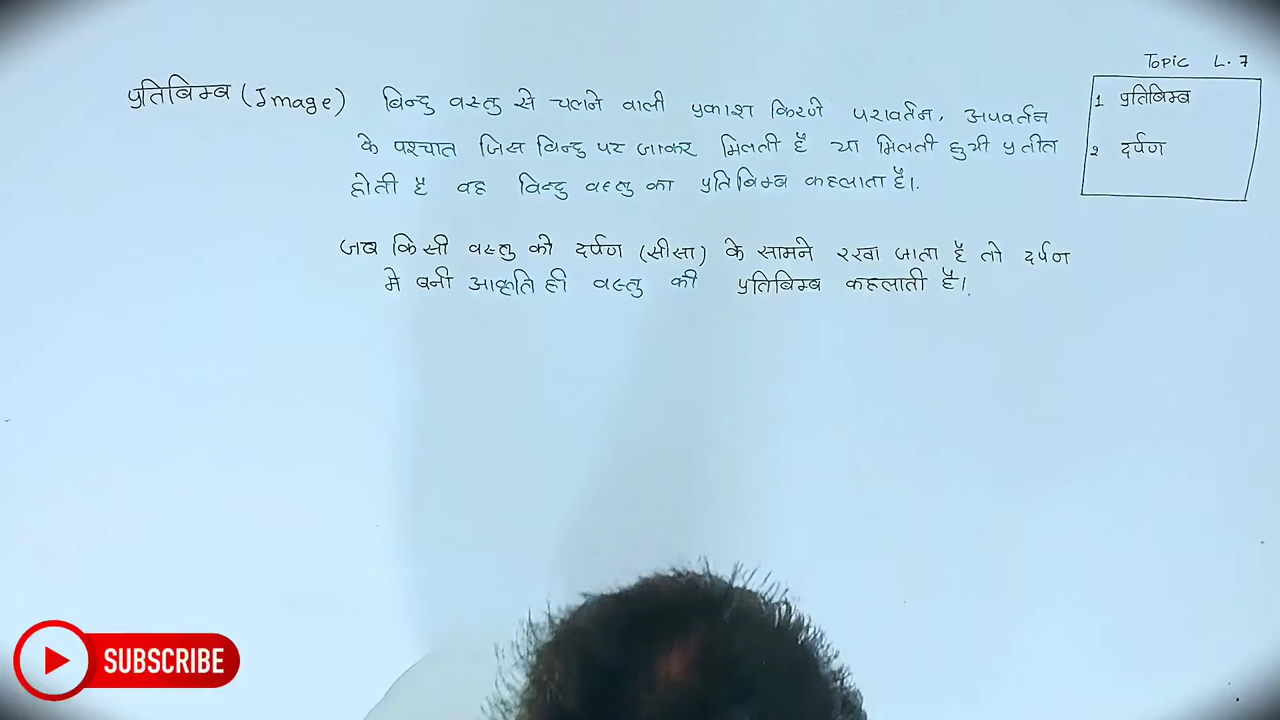 Topic L.7
1 प्रतिबिम्ब
2 दर्पण
प्रतिबिम्ब (Image) बिन्दु वस्तु से चलने वाली प्रकाश किरणे परावर्तन, अपवर्तन
के पश्चात जिस बिन्दु पर जाकर मिलती है या मिलती हुयी प्रतीत
होती है वह बिन्दु वस्तु का प्रतिबिम्ब कहलाता है।
जब किसी वस्तु को दर्पण (सीसा) के सामने रखा जाता है तो दर्पण
मे बनी आकृति ही वस्तु की प्रतिबिम्ब कहलाती है।
SUBSCRIBE